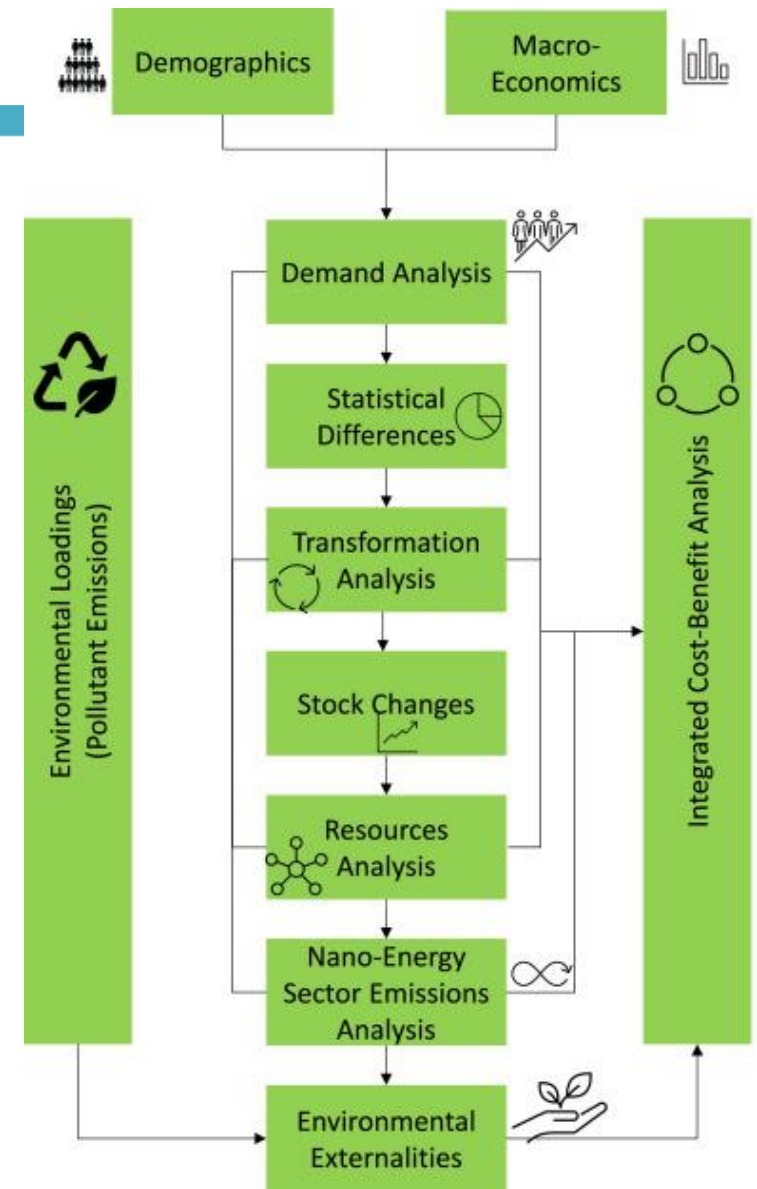 Demographics
Macro-
Economics
Demand Analysis
Statistical
Differences
Transformation
Analysis
Stock Changes
Resources
Analysis
Nano-Energy
Sector Emissions
Analysis
Environmental
Externalities
Environmental Loadings
(Pollutant Emissions)
Integrated Cost-Benefit Analysis